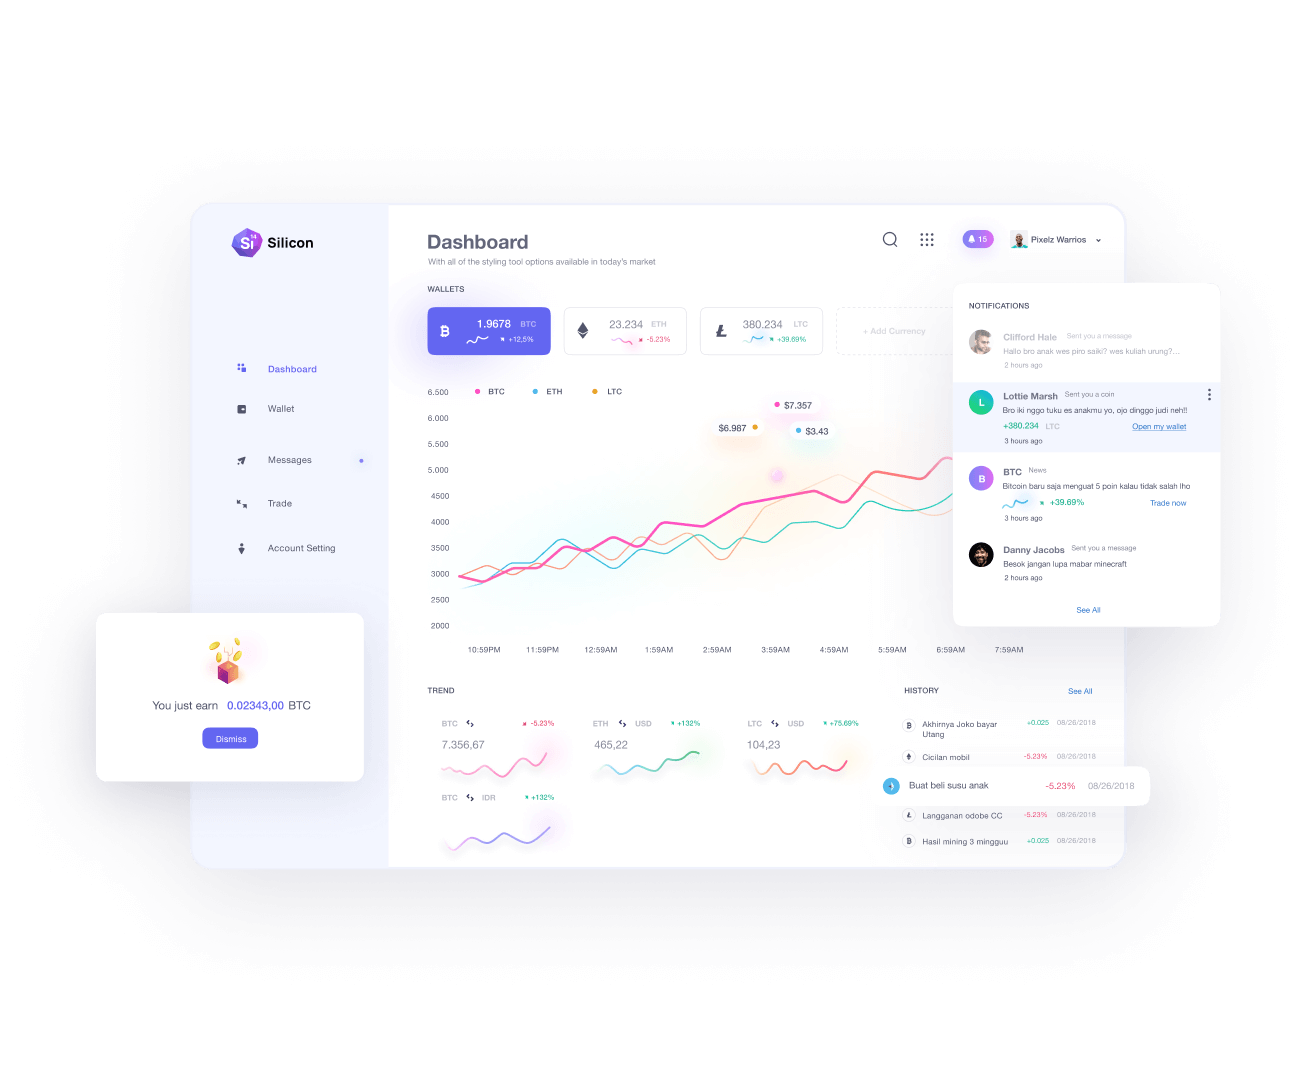 Si 14
Silicon
Dashboard
Wallet
Messages
Trade
Account Setting
You just earn 0.02343,00 BTC
Dismiss
Dashboard
With all of the styling tool options available in today's market
15
Pixelz Warrios
WALLETS
1.9678 BTC
+12,5%
23.234 ETH
-5.23%
380.234 LTC
+39.69%
+ Add Currency
BTC
ETH
LTC
6.500
6.000
5.500
5.000
4500
4000
3500
3000
2500
2000
$7.357
$6.987
$3.43
10:59PM
11:59PM
12:59AM
1:59AM
2:59AM
3:59AM
4:59AM
5:59AM
6:59AM
7:59AM
NOTIFICATIONS
Clifford Hale Sent you a message
Hallo bro anak wes piro saiki? wes kuliah urung?....
2 hours ago
L
Lottie Marsh Sent you a coin
Bro iki nggo tuku es anakmu yo, ojo dinggo judi neh!!
+380.234 LTC Open my wallet
3 hours ago
B
BTC News
Bitcoin baru saja menguat 5 poin kalau tidak salah lho
+39.69% Trade now
3 hours ago
Danny Jacobs Sent you a message
Besok jangan lupa mabar minecraft
2 hours ago
See All
TREND
BTC -5.23%
7.356,67
ETH USD +132%
465,22
LTC USD +75.69%
104,23
BTC IDR +132%
HISTORY See All
Akhirnya Joko bayar +0.025 08/26/2018
Utang
Cicilan mobil -5.23% 08/26/2018
Buat beli susu anak -5.23% 08/26/2018
Langganan odobe CC -5.23% 08/26/2018
Hasil mining 3 mingguu +0.025 08/26/2018